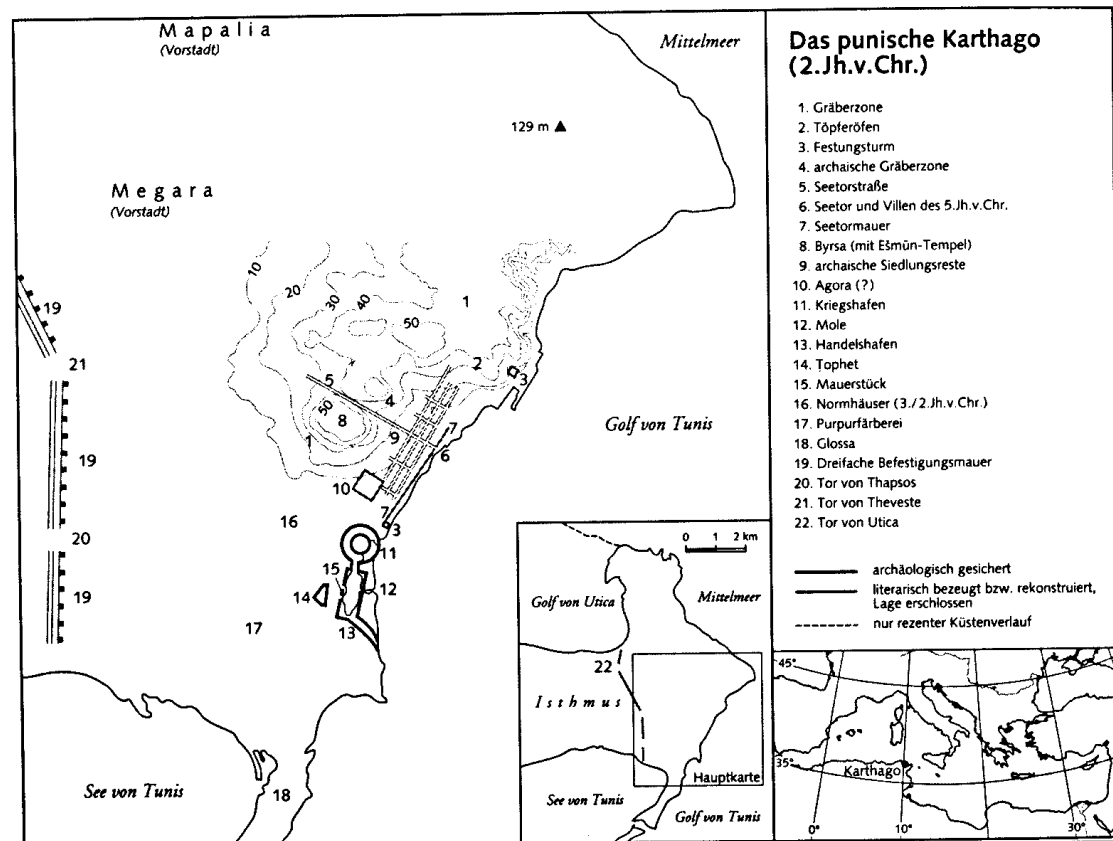 Mapalia
(Vorstadt)
Mittelmeer
129 m
Megara
(Vorstadt)
10
20
30
40
50
1
19
21
2
3
5
4
50
8
9
7
6
1
Golf von Tunis
19
10
7
3
16
11
20
15
12
14
19
13
17
See von Tunis
18
Das punische Karthago
(2.Jh.v.Chr.)
1. Gräberzone
2. Töpferöfen
3. Festungsturm
4. archaische Gräberzone
5. Seetorstraße
6. Seetor und Villen des 5.Jh.v.Chr.
7. Seetormauer
8. Byrsa (mit Ešmūn-Tempel)
9. archaische Siedlungsreste
10. Agora (?)
11. Kriegshafen
12. Mole
13. Handelshafen
14. Tophet
15. Mauerstück
16. Normhäuser (3./2.Jh.v.Chr.)
17. Purpurfärberei
18. Glossa
19. Dreifache Befestigungsmauer
20. Tor von Thapsos
21. Tor von Theveste
22. Tor von Utica
archäologisch gesichert
literarisch bezeugt bzw. rekonstruiert,
Lage erschlossen
nur rezenter Küstenverlauf
0 1 2 km
Golf von Utica
Mittelmeer
22
Isthmus
Hauptkarte
See von Tunis
Golf von Tunis
45°
35°
Karthago
0°
10°
30°